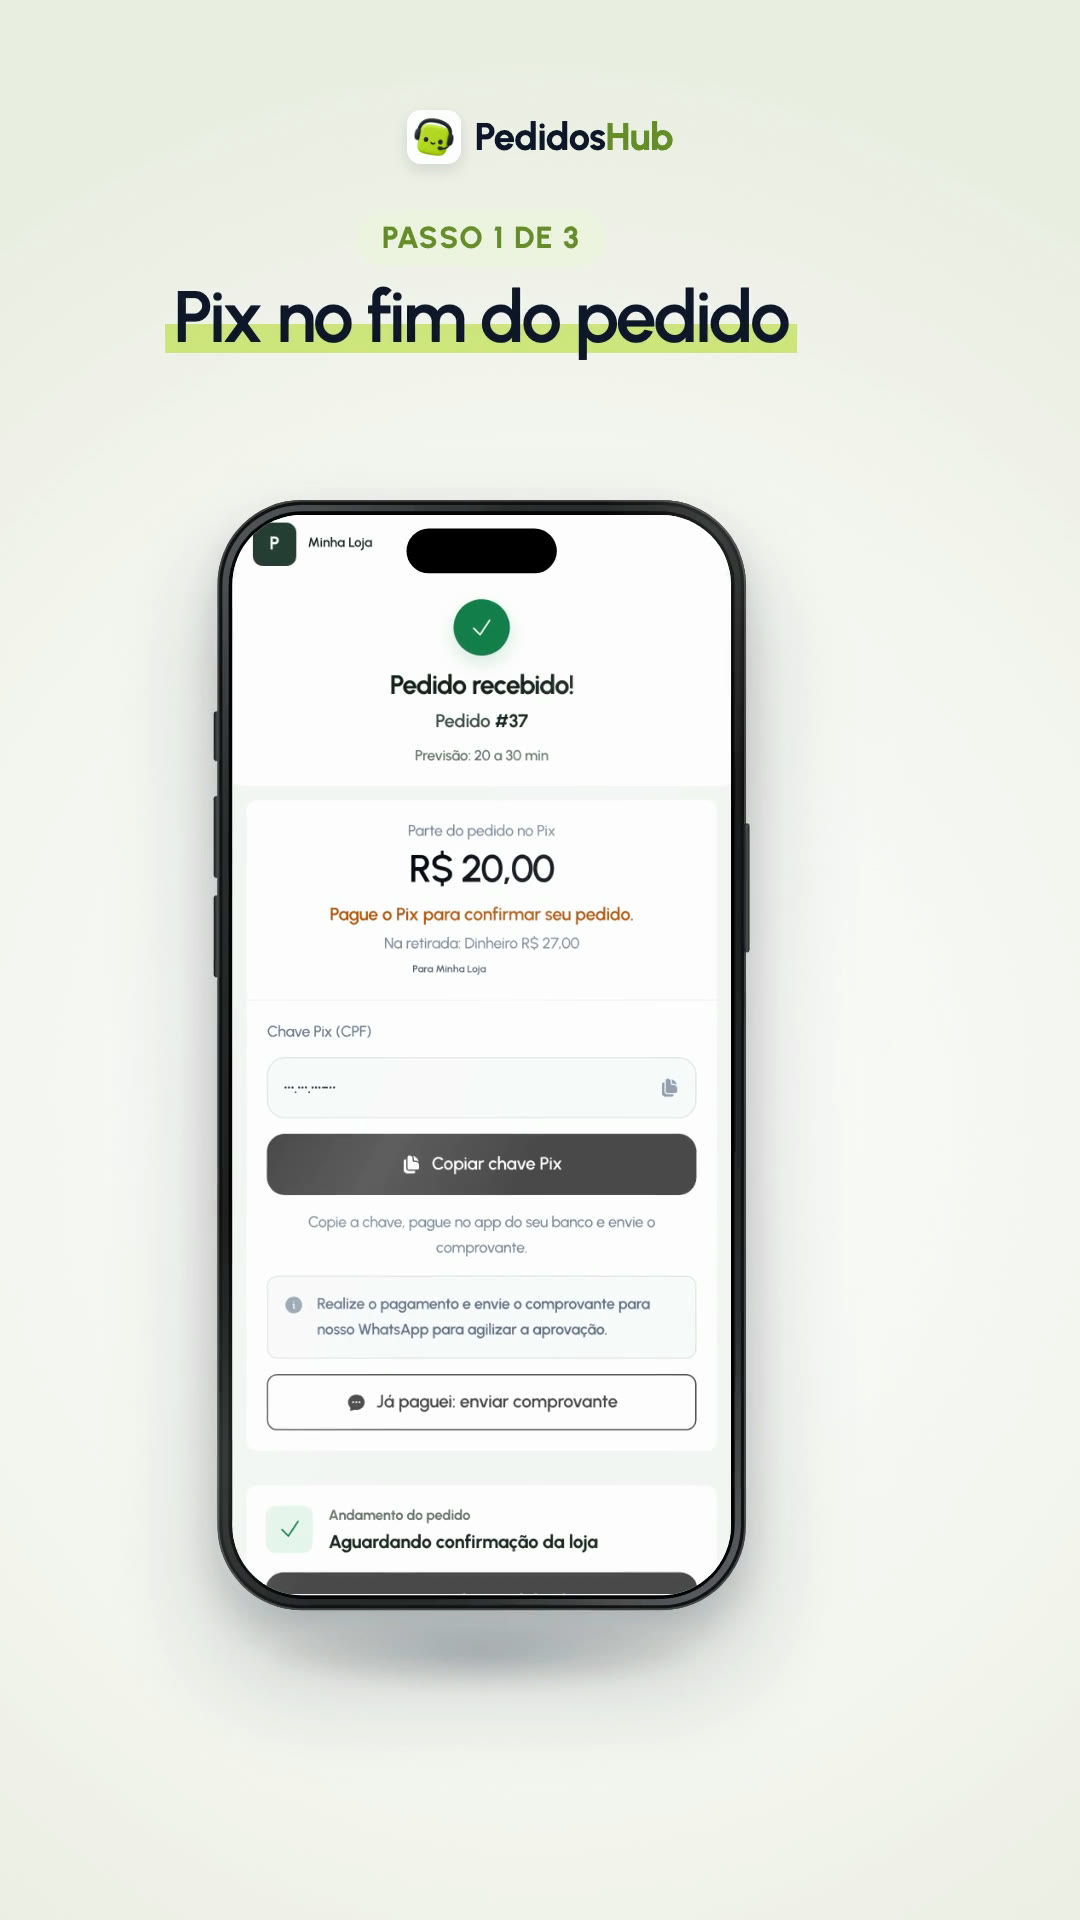 PedidosHub
PASSO 1 DE 3
Pix no fim do pedido
P
Minha Loja
Pedido recebido!
Pedido #37
Previsão: 20 a 30 min
Parte do pedido no Pix
R$ 20,00
Pague o Pix para confirmar seu pedido.
Na retirada: Dinheiro R$ 27,00
Para Minha Loja
Chave Pix (CPF)
•••.•••.•••-••
Copiar chave Pix
Copie a chave, pague no app do seu banco e envie o
comprovante.
Realize o pagamento e envie o comprovante para
nosso WhatsApp para agilizar a aprovação.
Já paguei: enviar comprovante
Andamento do pedido
Aguardando confirmação da loja